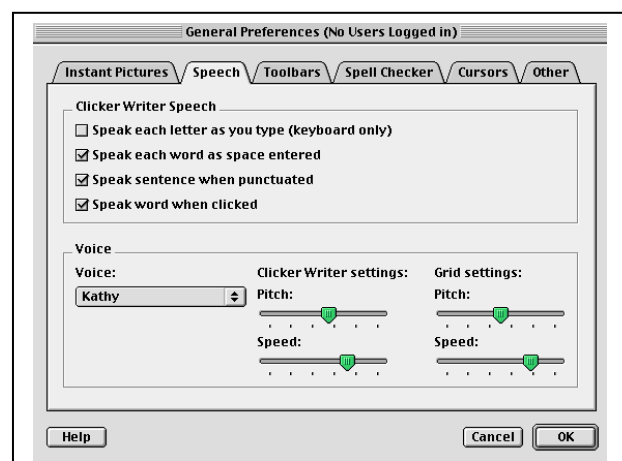 General Preferences (No Users Logged in)
Instant Pictures Speech Toolbars Spell Checker Cursors Other
Clicker Writer Speech
Speak each letter as you type (keyboard only)
Speak each word as space entered
Speak sentence when punctuated
Speak word when clicked
Voice
Voice: Clicker Writer settings: Grid settings:
Kathy Pitch: Pitch:
Speed: Speed:
Help Cancel OK